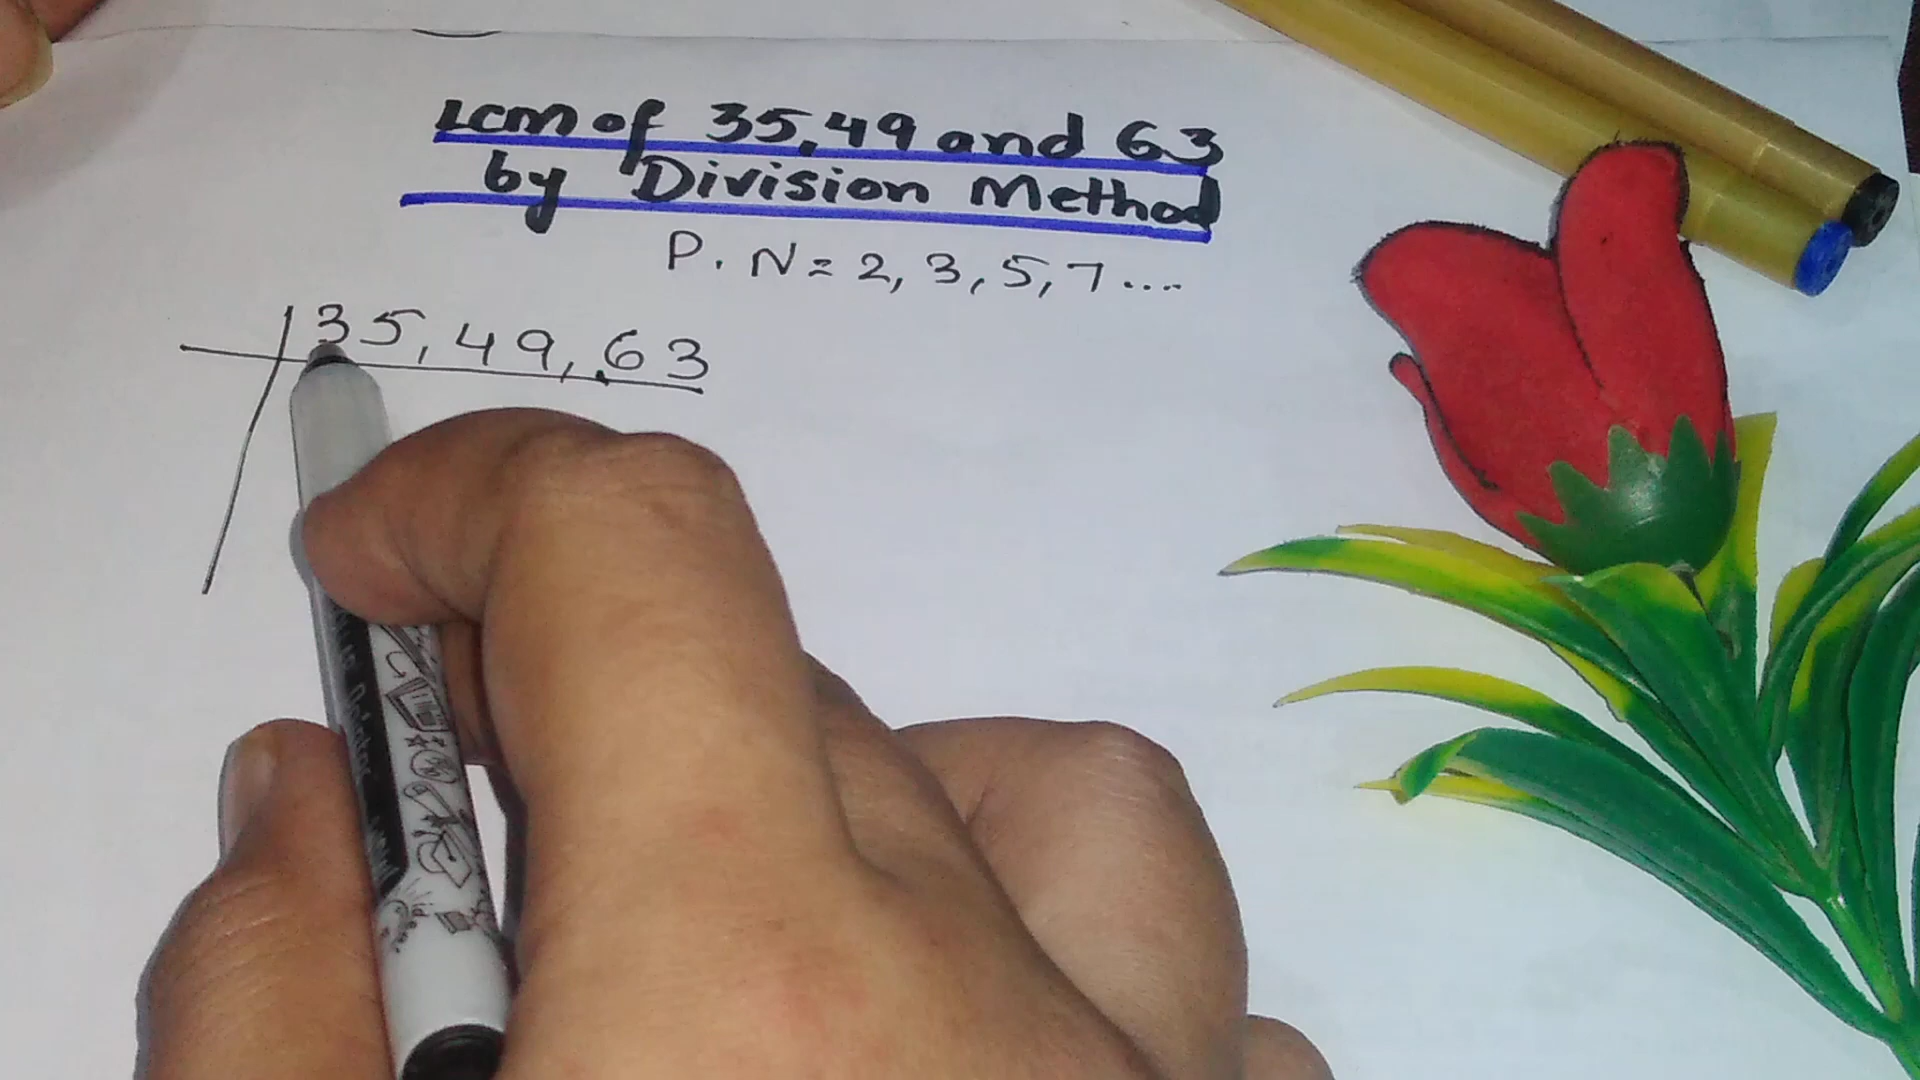 LCM of 35,49 and 63
by Division Method
P. N = 2, 3, 5, 7 ....
35, 49, 63